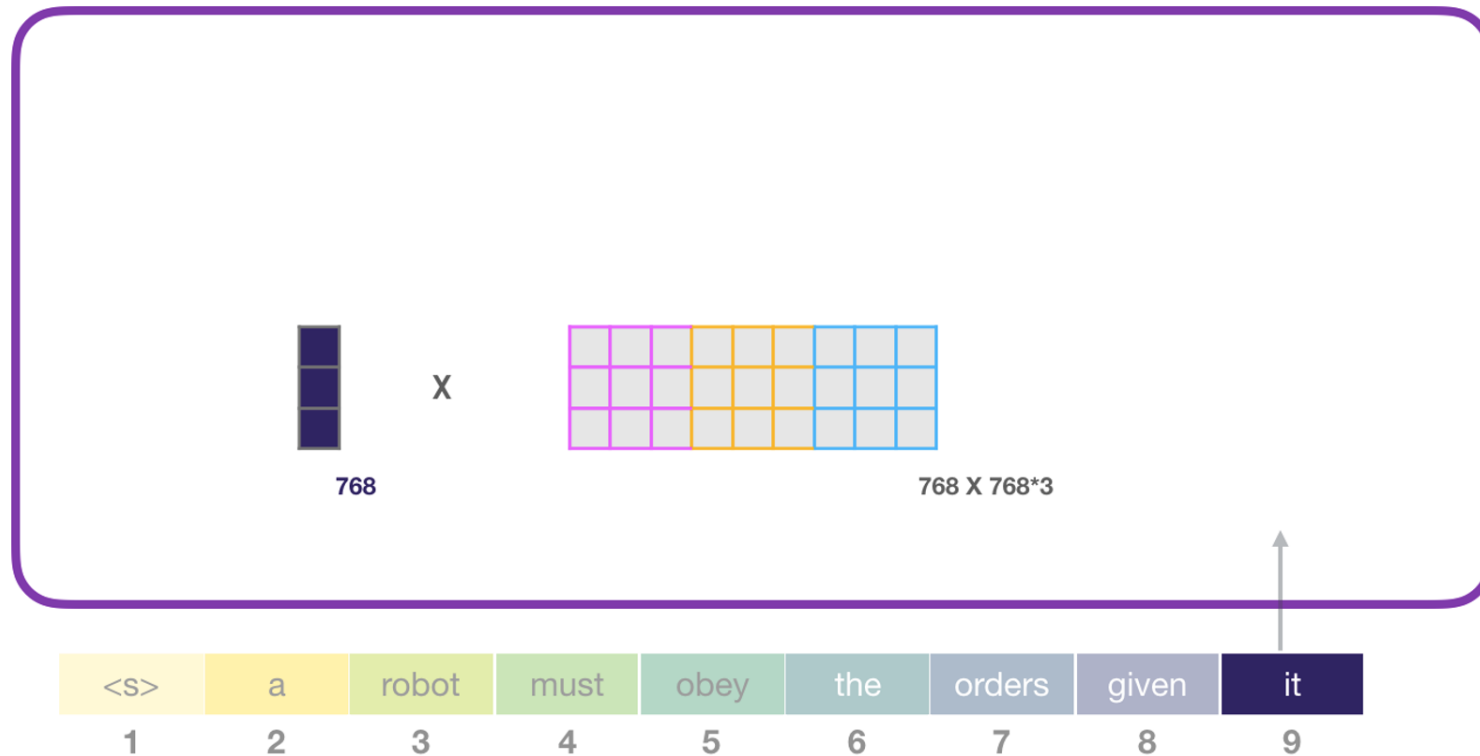 X
768
768 X 768*3
<s> a robot must obey the orders given it
1 2 3 4 5 6 7 8 9